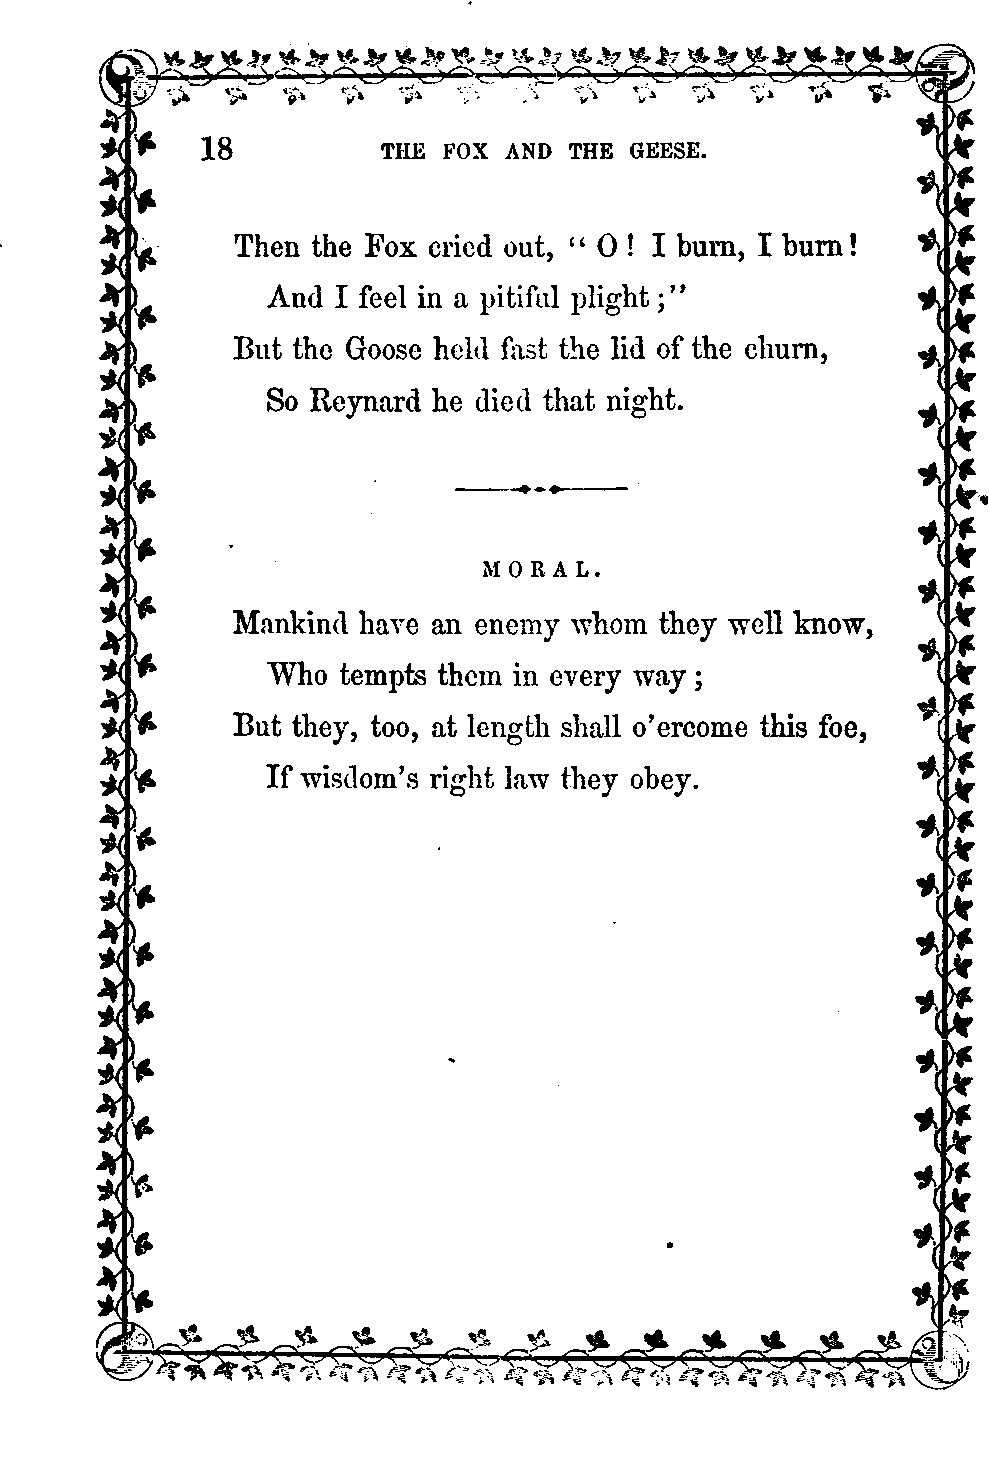 18 THE FOX AND THE GEESE.
Then the Fox cried out, “ O ! I burn, I burn !
And I feel in a pitiful plight ;”
But the Goose held fast the lid of the churn,
So Reynard he died that night.
MORAL.
Mankind have an enemy whom they well know,
Who tempts them in every way ;
But they, too, at length shall o’ercome this foe,
If wisdom’s right law they obey.